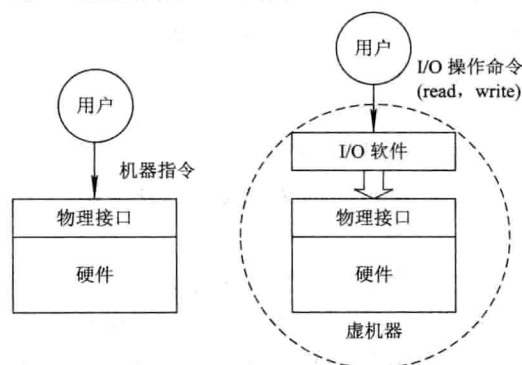 用户
机器指令
物理接口
硬件
用户
I/O 操作命令
(read，write)
I/O 软件
物理接口
硬件
虚机器